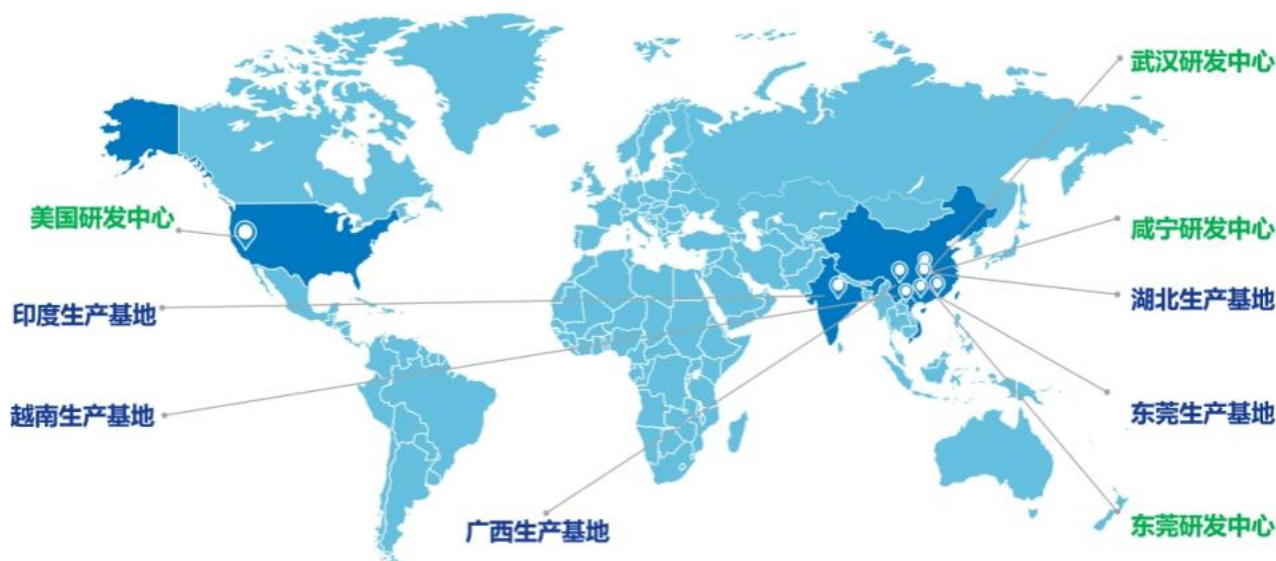 武汉研发中心
美国研发中心
咸宁研发中心
印度生产基地
湖北生产基地
越南生产基地
东莞生产基地
广西生产基地
东莞研发中心